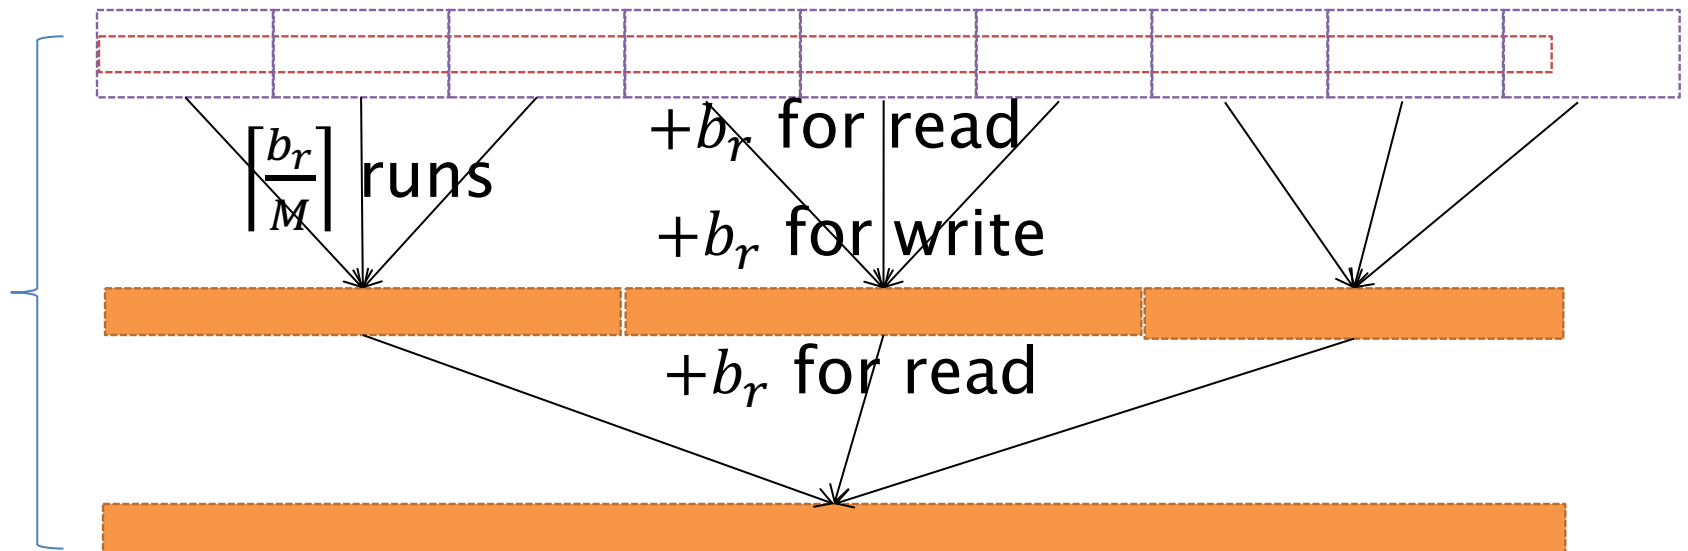 +b_r for read
⌈b_r/M⌉ runs
+b_r for write
+b_r for read